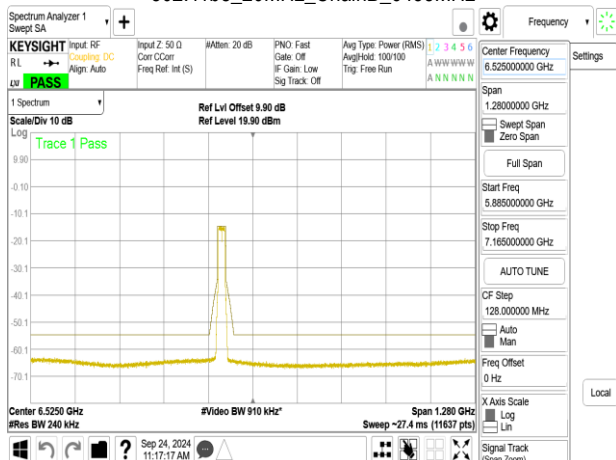 Spectrum Analyzer 1
Swept SA
Frequency
KEYSIGHT
Input: RF
Coupling: DC
Align: Auto
Input Z: 50 Ω
Corr CCorr
Freq Ref: Int (S)
#Atten: 20 dB
PNO: Fast
Gate: Off
IF Gain: Low
Sig Track: Off
Avg Type: Power (RMS)
Avg|Hold: 100/100
Trig: Free Run
1 2 3 4 5 6
A W W W W W
A N N N N N
RL
LXI
PASS
1 Spectrum
Scale/Div 10 dB
Ref Lvl Offset 9.90 dB
Ref Level 19.90 dBm
Log
Trace 1 Pass
9.90
-0.10
-10.1
-20.1
-30.1
-40.1
-50.1
-60.1
-70.1
Center 6.5250 GHz
#Res BW 240 kHz
#Video BW 910 kHz*
Span 1.280 GHz
Sweep ~27.4 ms (11637 pts)
Sep 24, 2024
11:17:17 AM
Center Frequency
6.525000000 GHz
Settings
Span
1.28000000 GHz
Swept Span
Zero Span
Full Span
Start Freq
5.885000000 GHz
Stop Freq
7.165000000 GHz
AUTO TUNE
CF Step
128.000000 MHz
Auto
Man
Freq Offset
0 Hz
X Axis Scale
Log
Lin
Local
Signal Track
(Span Zoom)